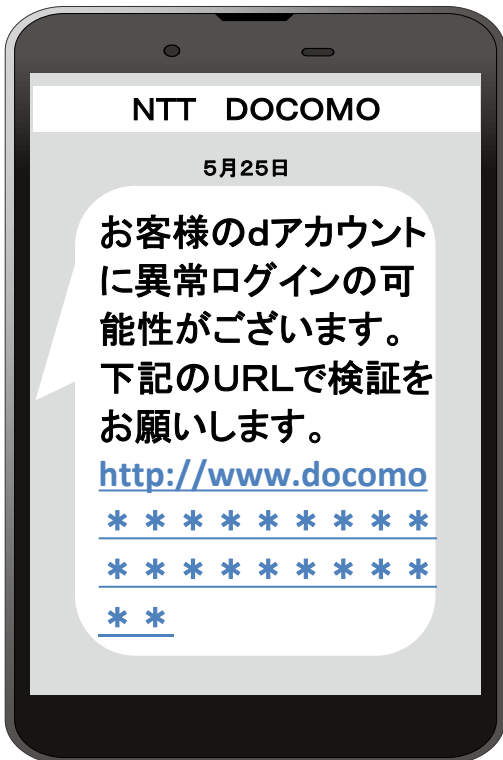 NTT　DOCOMO
5月25日
お客様のdアカウント
に異常ログインの可
能性がございます。
下記のURLで検証を
お願いします。
http://www.docomo
＊＊＊＊＊＊＊＊＊
＊＊＊＊＊＊＊＊＊
＊＊